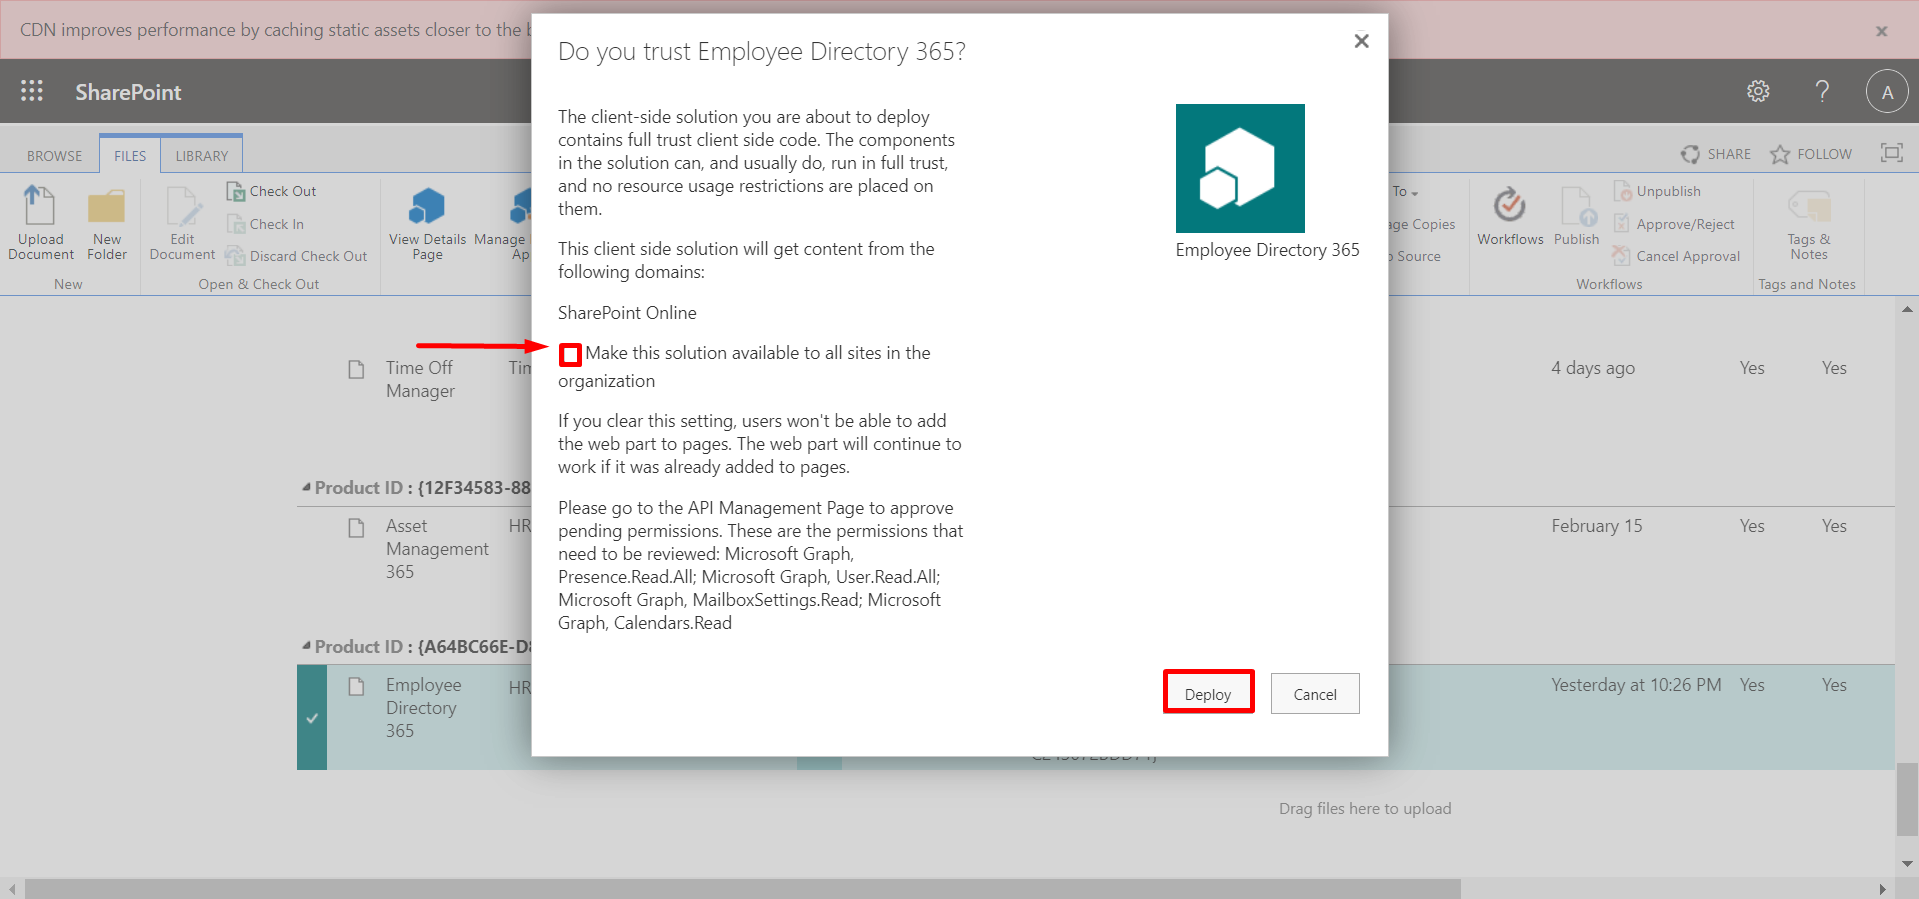 CDN improves performance by caching static assets closer to the
SharePoint
A
BROWSE
FILES
LIBRARY
SHARE
FOLLOW
Upload Document
New Folder
New
Edit Document
Check Out
Check In
Discard Check Out
Open & Check Out
View Details Page
Manage
To
Copies
Source
Workflows
Publish
Unpublish
Approve/Reject
Cancel Approval
Workflows
Tags & Notes
Tags and Notes
Do you trust Employee Directory 365?
The client-side solution you are about to deploy
contains full trust client side code. The components
in the solution can, and usually do, run in full trust,
and no resource usage restrictions are placed on
them.
This client side solution will get content from the
following domains:
SharePoint Online
Make this solution available to all sites in the
organization
If you clear this setting, users won't be able to add
the web part to pages. The web part will continue to
work if it was already added to pages.
Please go to the API Management Page to approve
pending permissions. These are the permissions that
need to be reviewed: Microsoft Graph,
Presence.Read.All; Microsoft Graph, User.Read.All;
Microsoft Graph, MailboxSettings.Read; Microsoft
Graph, Calendars.Read
Employee Directory 365
Deploy
Cancel
Time Off
Manager
4 days ago Yes Yes
Product ID : {12F34583-88
Asset HR February 15 Yes Yes
Management
365
Product ID : {A64BC66E-D
Employee HR Yesterday at 10:26 PM Yes Yes
Directory
365
Drag files here to upload